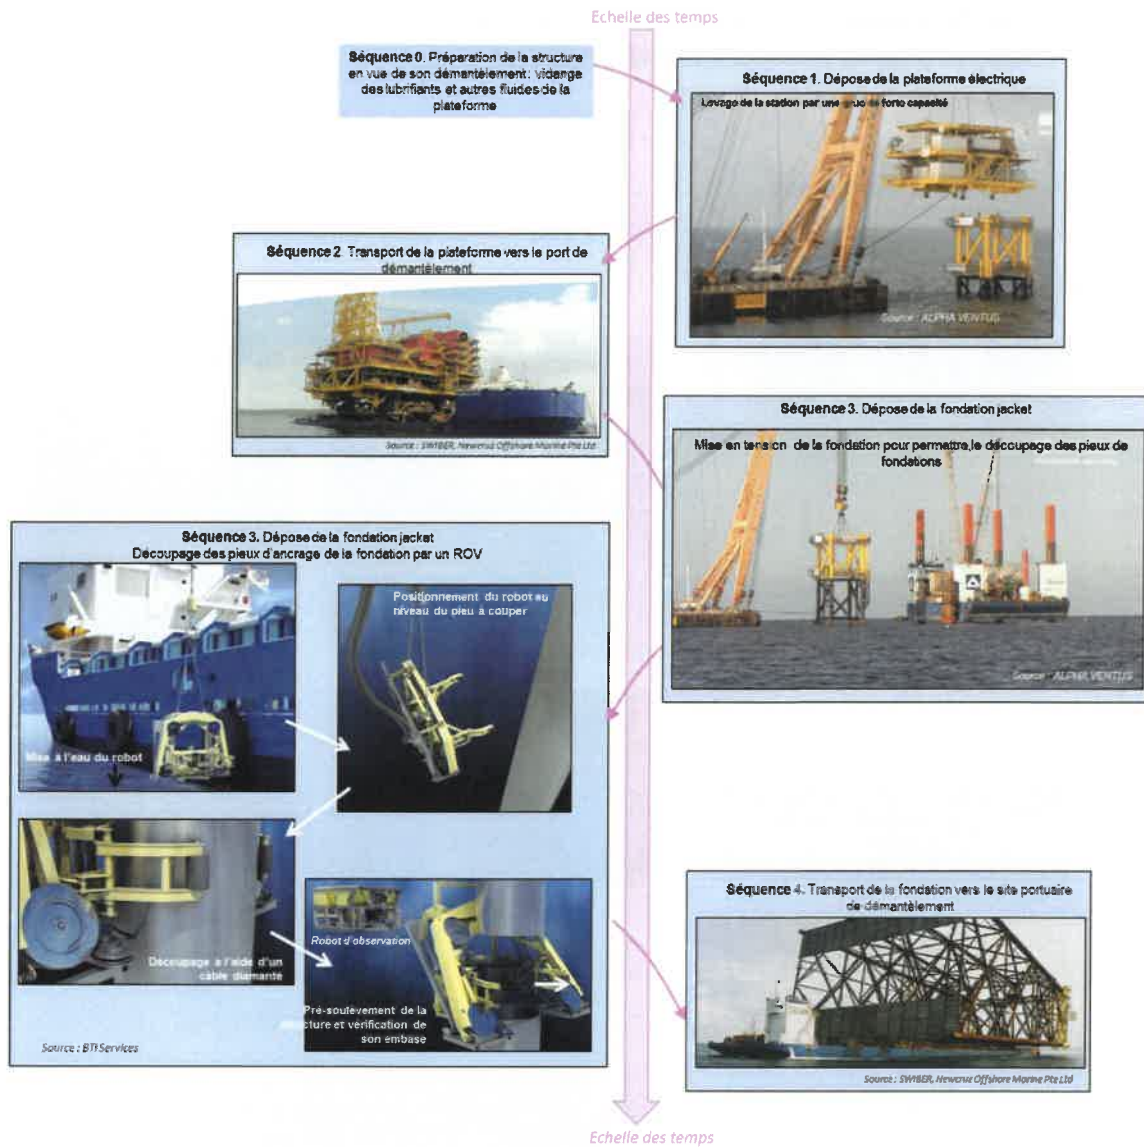 Echelle des temps
Séquence 0. Préparation de la structure
en vue de son démantèlement : vidange
des lubrifiants et autres fluides de la
plateforme
Séquence 1. Dépose de la plateforme électrique
Levage de la station par une grue de forte capacité
Source : ALPHA VENTUS
Séquence 2. Transport de la plateforme vers le port de
démantèlement
Source : SWIBER, Newcruz Offshore Marine Pte Ltd
Séquence 3. Dépose de la fondation jacket
Mise en tension de la fondation pour permettre le découpage des pieux de
fondations
Source : ALPHA VENTUS
Séquence 3. Dépose de la fondation jacket
Découpage des pieux d'ancrage de la fondation par un ROV
Mise à l'eau du robot
Positionnement du robot au
niveau du pieu à couper
Découpage à l'aide d'un
câble diamanté
Robot d'observation
Pré-soulèvement de la
structure et vérification de
son embase
Source : BTI Services
Séquence 4. Transport de la fondation vers le site portuaire
de démantèlement
Source : SWIBER, Newcruz Offshore Marine Pte Ltd
Echelle des temps